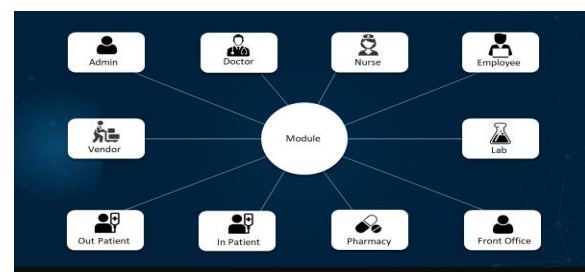 Admin
Doctor
Nurse
Employee
Vendor
Module
Lab
Out Patient
In Patient
Pharmacy
Front Office